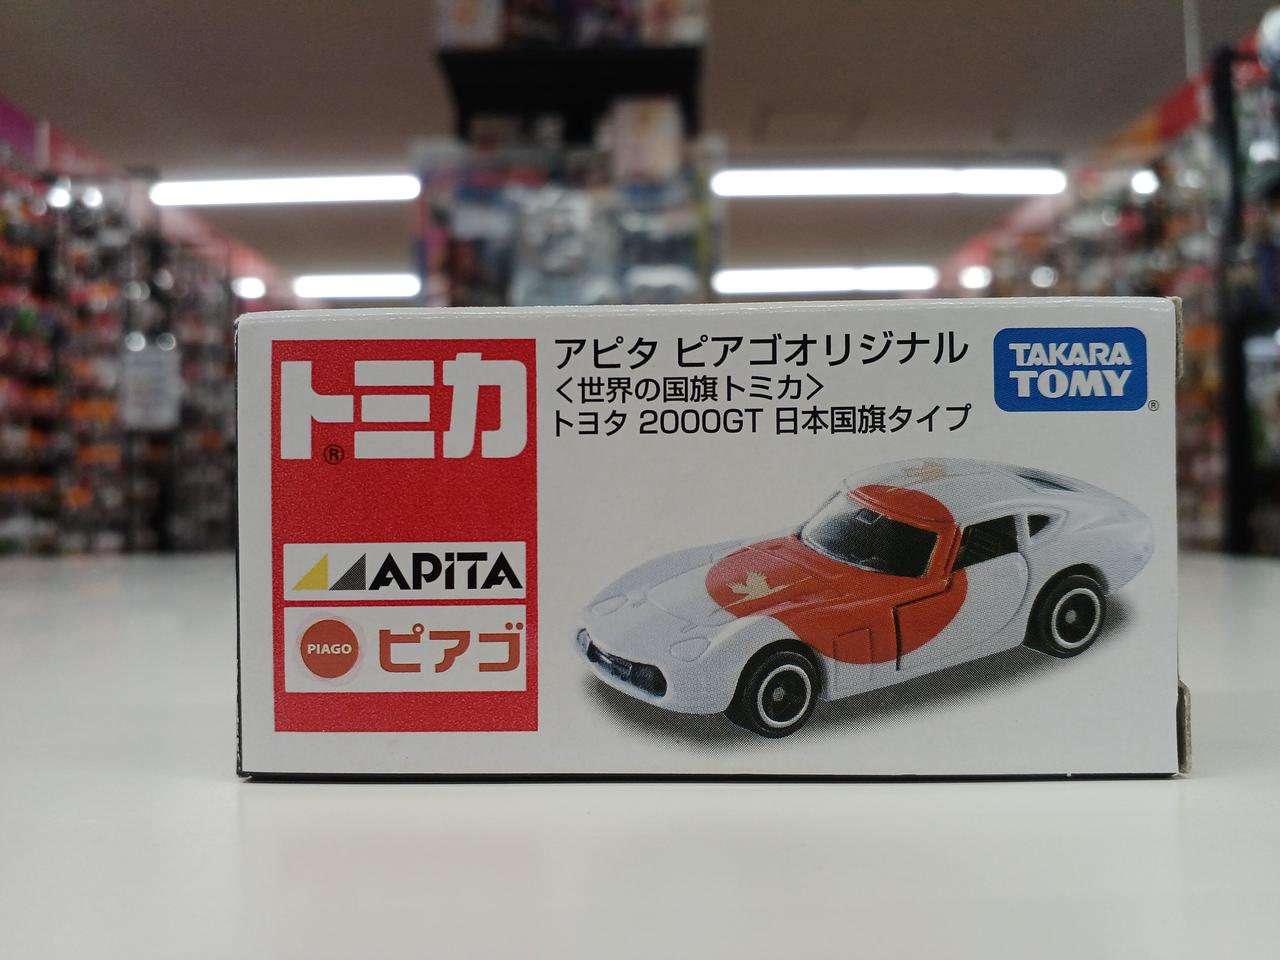 トミカ
®
APiTA
PIAGO ピアゴ
アピタ ピアゴオリジナル
<世界の国旗トミカ>
トヨタ 2000GT 日本国旗タイプ
TAKARA
TOMY
®